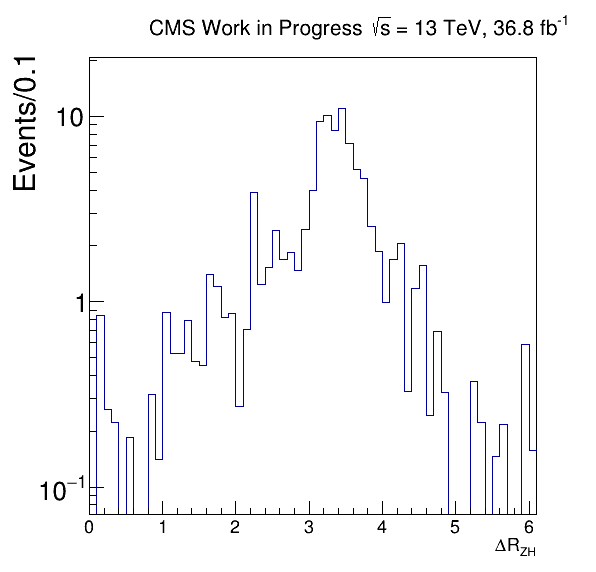 CMS Work in Progress √s = 13 TeV, 36.8 fb⁻¹
Events/0.1
10
1
10⁻¹
0 1 2 3 4 5 6
ΔR_ZH